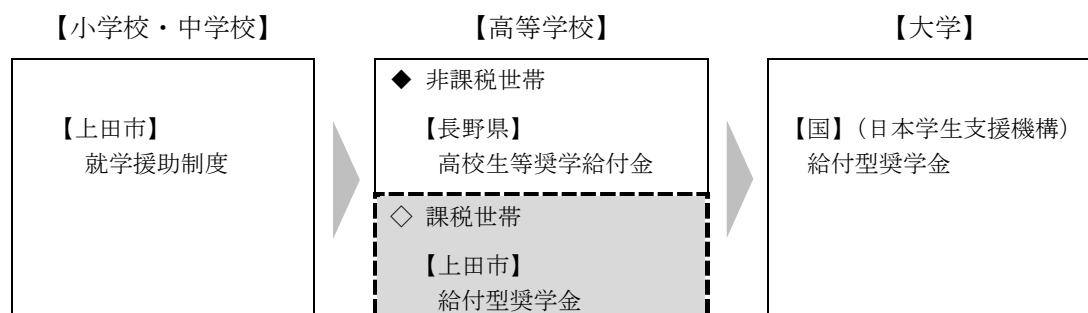 【小学校・中学校】
【上田市】
就学援助制度
【高等学校】
◆ 非課税世帯
【長野県】
高校生等奨学給付金
◇ 課税世帯
【上田市】
給付型奨学金
【大学】
【国】(日本学生支援機構)
給付型奨学金